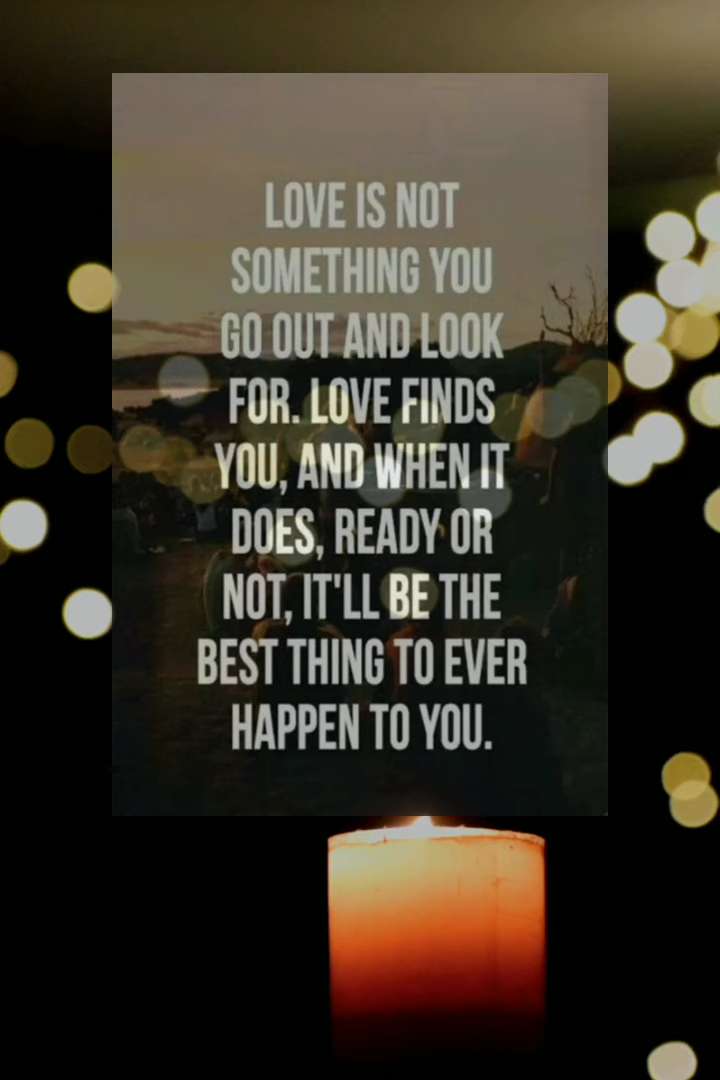 LOVE IS NOT
SOMETHING YOU
GO OUT AND LOOK
FOR. LOVE FINDS
YOU, AND WHEN IT
DOES, READY OR
NOT, IT'LL BE THE
BEST THING TO EVER
HAPPEN TO YOU.